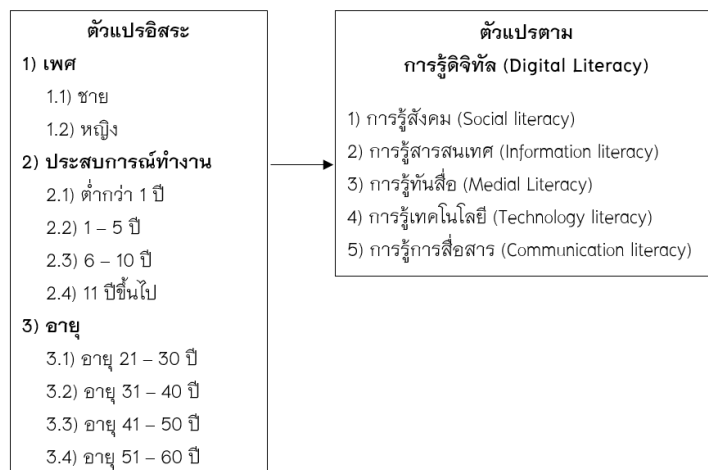 ตัวแปรอิสระ
1) เพศ
1.1) ชาย
1.2) หญิง
2) ประสบการณ์ทำงาน
2.1) ต่ำกว่า 1 ปี
2.2) 1 – 5 ปี
2.3) 6 – 10 ปี
2.4) 11 ปีขึ้นไป
3) อายุ
3.1) อายุ 21 – 30 ปี
3.2) อายุ 31 – 40 ปี
3.3) อายุ 41 – 50 ปี
3.4) อายุ 51 – 60 ปี
ตัวแปรตาม
การรู้ดิจิทัล (Digital Literacy)
1) การรู้สังคม (Social literacy)
2) การรู้สารสนเทศ (Information literacy)
3) การรู้ทันสื่อ (Medial Literacy)
4) การรู้เทคโนโลยี (Technology literacy)
5) การรู้การสื่อสาร (Communication literacy)